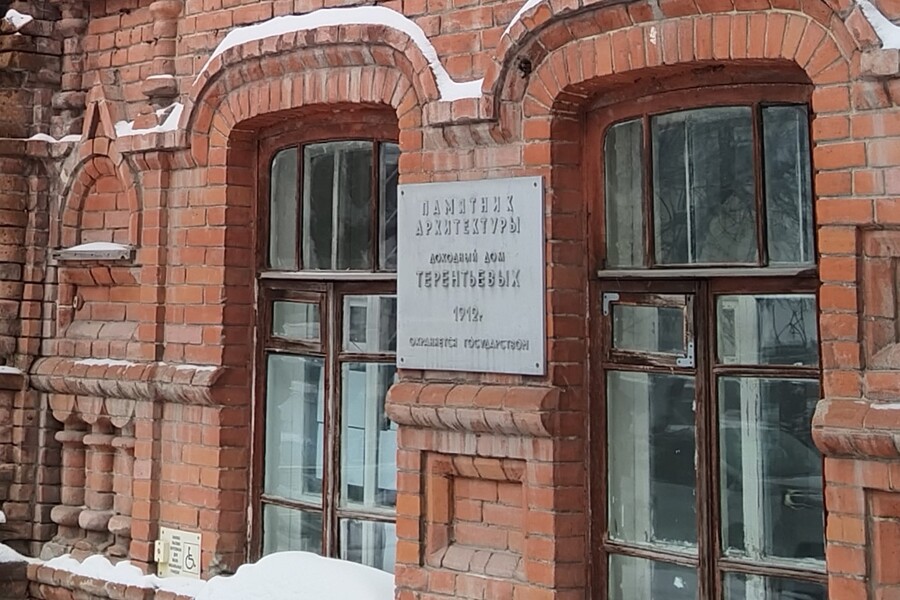 ПАМЯТНИК
АРХИТЕКТУРЫ
ДОХОДНЫЙ ДОМ
ТЕРЕНТЬЕВЫХ
1912г
ОХРАНЯЕТСЯ ГОСУДАРСТВОМ